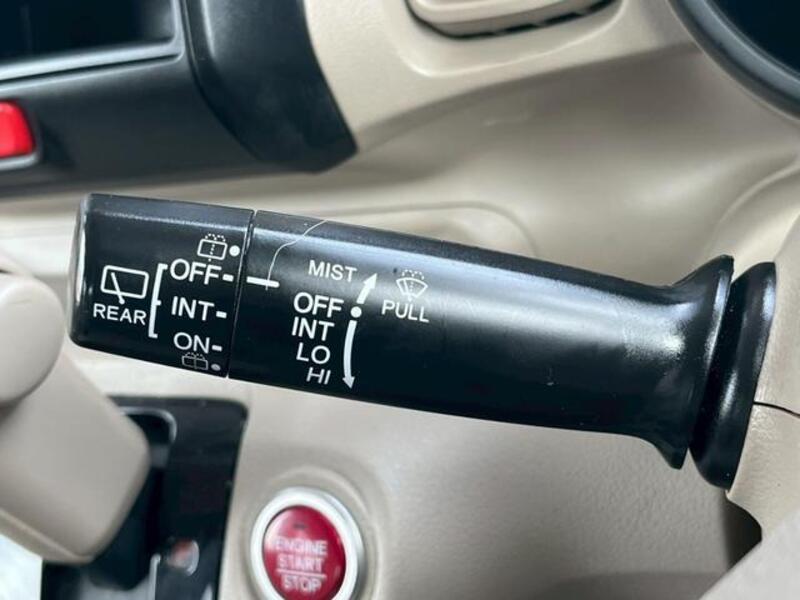 REAR
OFF
INT
ON
MIST
OFF
INT
LO
HI
PULL
ENGINE
START
STOP